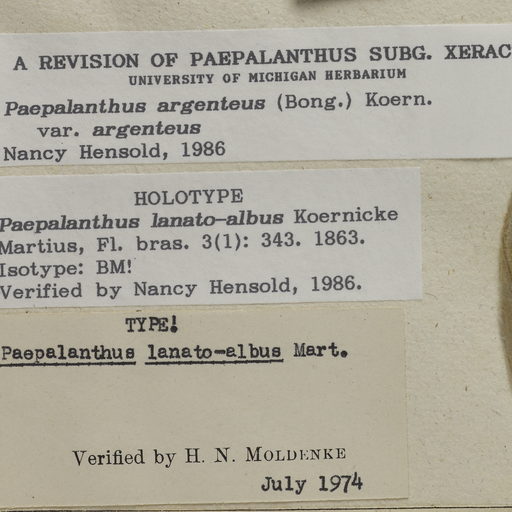 A REVISION OF PAEPALANTHUS SUBG. XERAC
UNIVERSITY OF MICHIGAN HERBARIUM
Paepalanthus argenteus (Bong.) Koern.
var. argenteus
Nancy Hensold, 1986
HOLOTYPE
Paepalanthus lanato-albus Koernicke
Martius, Fl. bras. 3(1): 343. 1863.
Isotype: BM!
Verified by Nancy Hensold, 1986.
TYPE!
Paepalanthus lanato-albus Mart.
Verified by H. N. MOLDENKE
July 1974